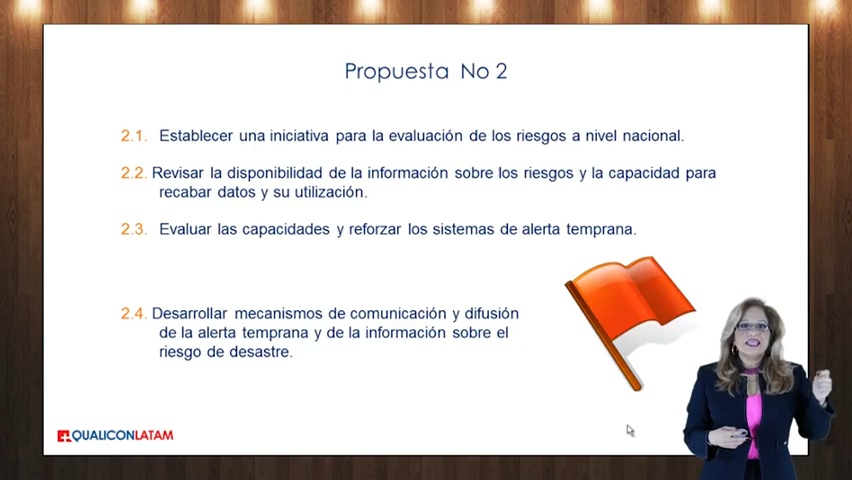 Propuesta No 2
2.1. Establecer una iniciativa para la evaluación de los riesgos a nivel nacional.
2.2. Revisar la disponibilidad de la información sobre los riesgos y la capacidad para
recabar datos y su utilización.
2.3. Evaluar las capacidades y reforzar los sistemas de alerta temprana.
2.4. Desarrollar mecanismos de comunicación y difusión
de la alerta temprana y de la información sobre el
riesgo de desastre.
QUALICONLATAM